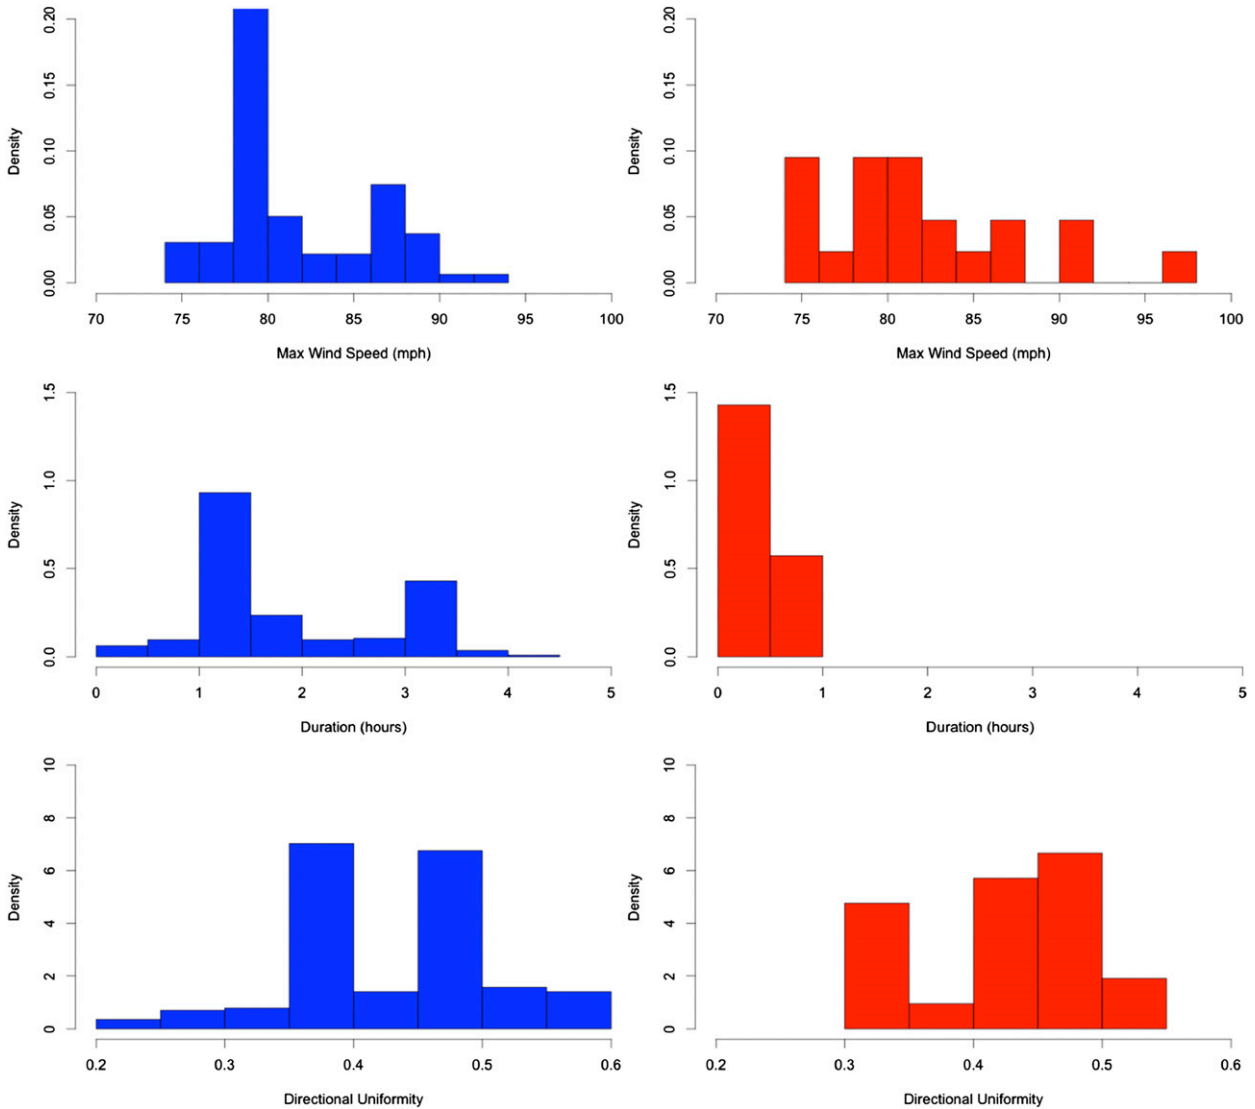 0.20
0.15
0.10
0.05
0.00
Density
70 75 80 85 90 95 100
Max Wind Speed (mph)
0.20
0.15
0.10
0.05
0.00
Density
70 75 80 85 90 95 100
Max Wind Speed (mph)
1.5
1.0
0.5
0.0
Density
0 1 2 3 4 5
Duration (hours)
1.5
1.0
0.5
0.0
Density
0 1 2 3 4 5
Duration (hours)
10
8
6
4
2
0
Density
0.2 0.3 0.4 0.5 0.6
Directional Uniformity
10
8
6
4
2
0
Density
0.2 0.3 0.4 0.5 0.6
Directional Uniformity